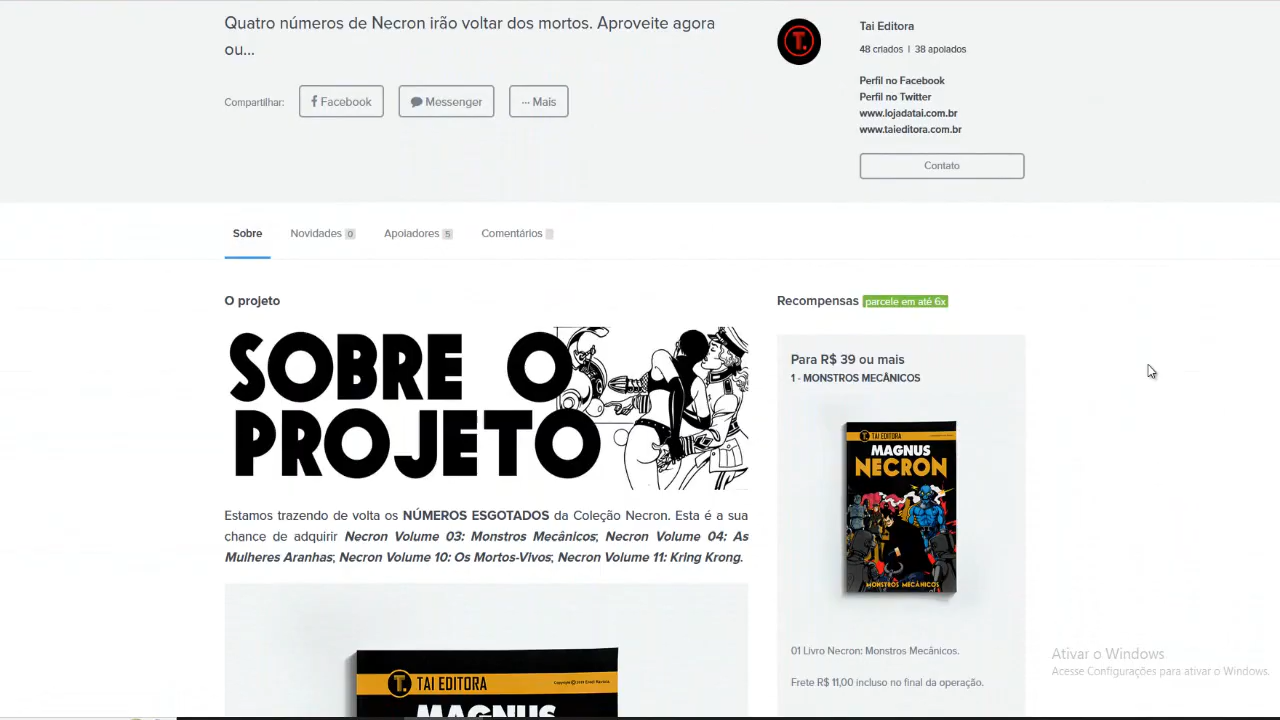 Quatro números de Necron irão voltar dos mortos. Aproveite agora
ou...
Compartilhar:
Facebook
Messenger
··· Mais
T.
Tai Editora
48 criados | 38 apoiados
Perfil no Facebook
Perfil no Twitter
www.lojadatai.com.br
www.taieditora.com.br
Contato
Sobre
Novidades 0
Apoiadores 5
Comentários
O projeto
SOBRE O
PROJETO
Estamos trazendo de volta os NÚMEROS ESGOTADOS da Coleção Necron. Esta é a sua
chance de adquirir Necron Volume 03: Monstros Mecânicos; Necron Volume 04: As
Mulheres Aranhas; Necron Volume 10: Os Mortos-Vivos; Necron Volume 11: Kring Krong.
T. TAI EDITORA
MAGNUS
Recompensas parcele em até 6x
Para R$ 39 ou mais
1 - MONSTROS MECÂNICOS
TAI EDITORA
MAGNUS
NECRON
MONSTROS MECÂNICOS
01 Livro Necron: Monstros Mecânicos.
Frete R$ 11,00 incluso no final da operação.
Ativar o Windows
Acesse Configurações para ativar o Windows.